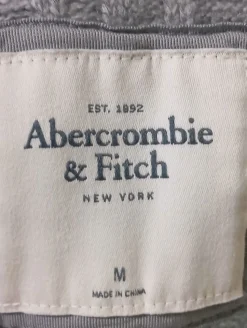 EST. 1892
Abercrombie
& Fitch
NEW YORK
M
MADE IN CHINA